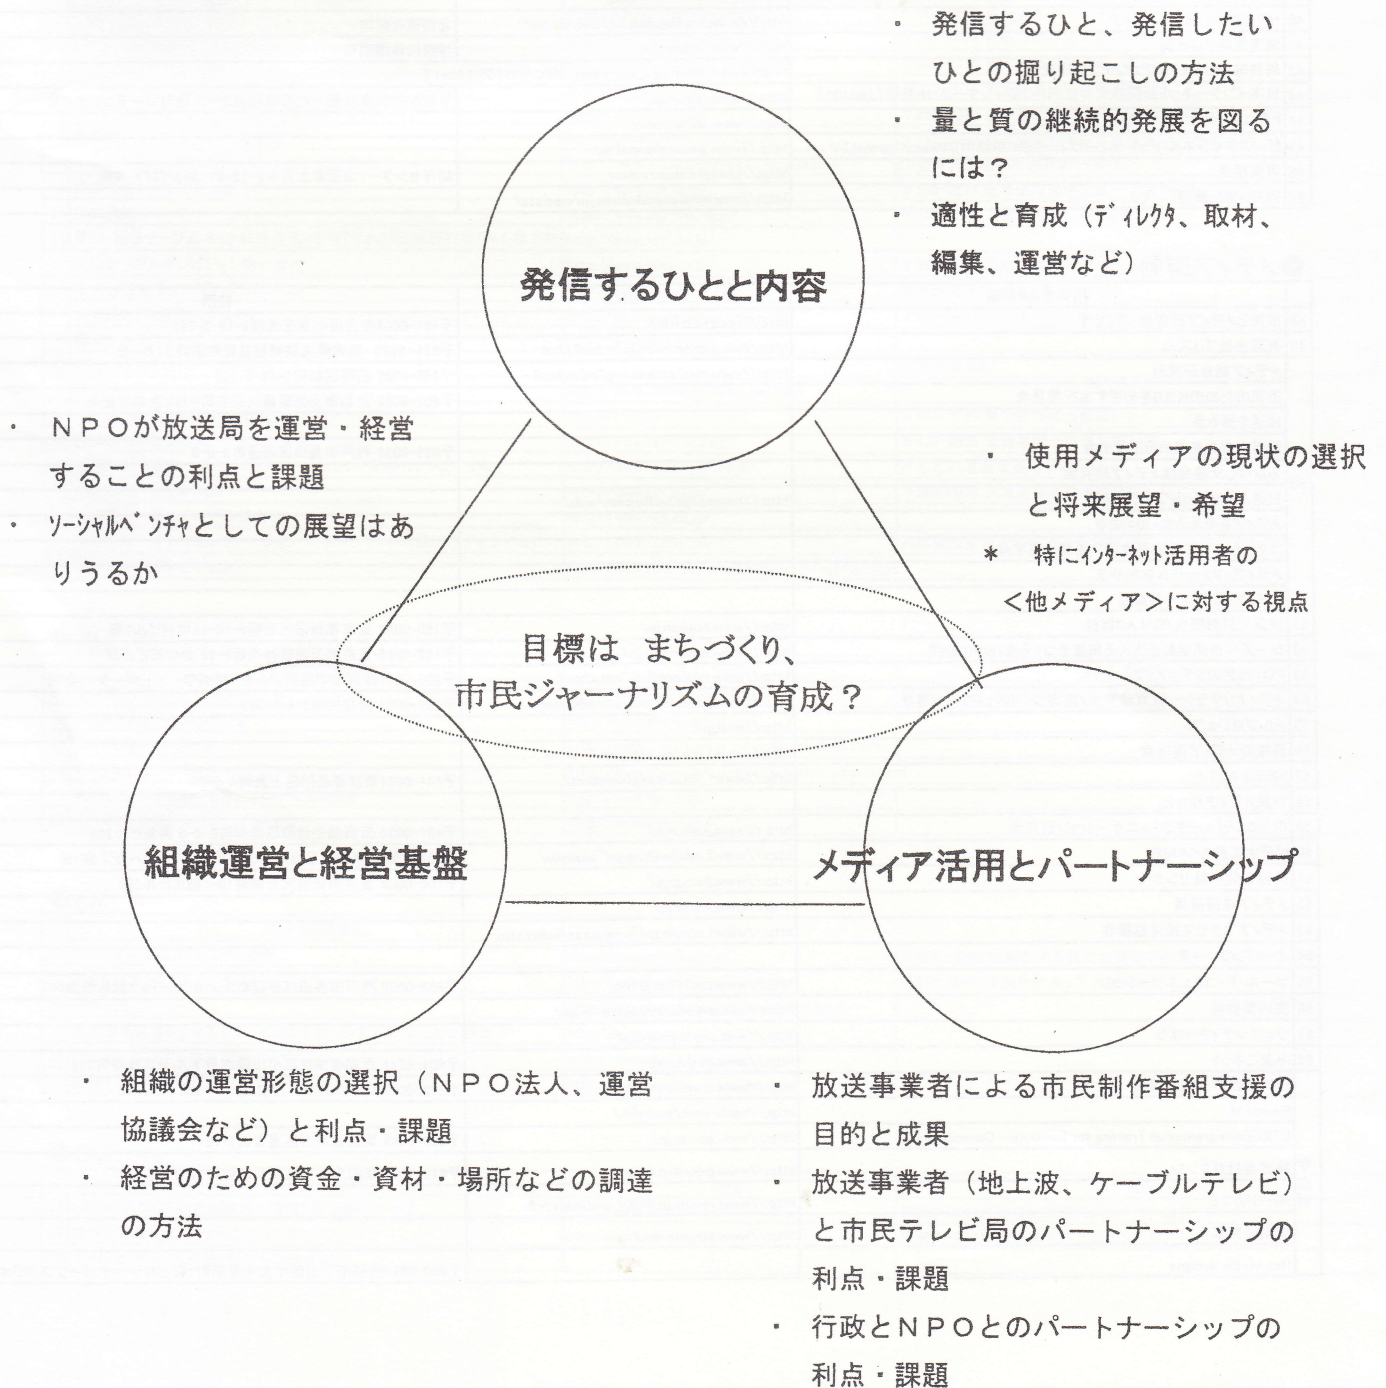 ・ 発信するひと、発信したい
ひとの掘り起こしの方法
・ 量と質の継続的発展を図る
には？
・ 適性と育成（ﾃﾞｨﾚｸﾀ、取材、
編集、運営など）
発信するひとと内容
・ ＮＰＯが放送局を運営・経営
することの利点と課題
・ ｿｰｼｬﾙﾍﾞﾝﾁｬとしての展望はあ
りうるか
・ 使用メディアの現状の選択
と将来展望・希望
＊ 特にｲﾝﾀｰﾈｯﾄ活用者の
＜他メディア＞に対する視点
目標は まちづくり、
市民ジャーナリズムの育成？
組織運営と経営基盤
メディア活用とパートナーシップ
・ 組織の運営形態の選択（ＮＰＯ法人、運営
協議会など）と利点・課題
・ 経営のための資金・資材・場所などの調達
の方法
・ 放送事業者による市民制作番組支援の
目的と成果
・ 放送事業者（地上波、ケーブルテレビ）
と市民テレビ局のパートナーシップの
利点・課題
・ 行政とＮＰＯとのパートナーシップの
利点・課題